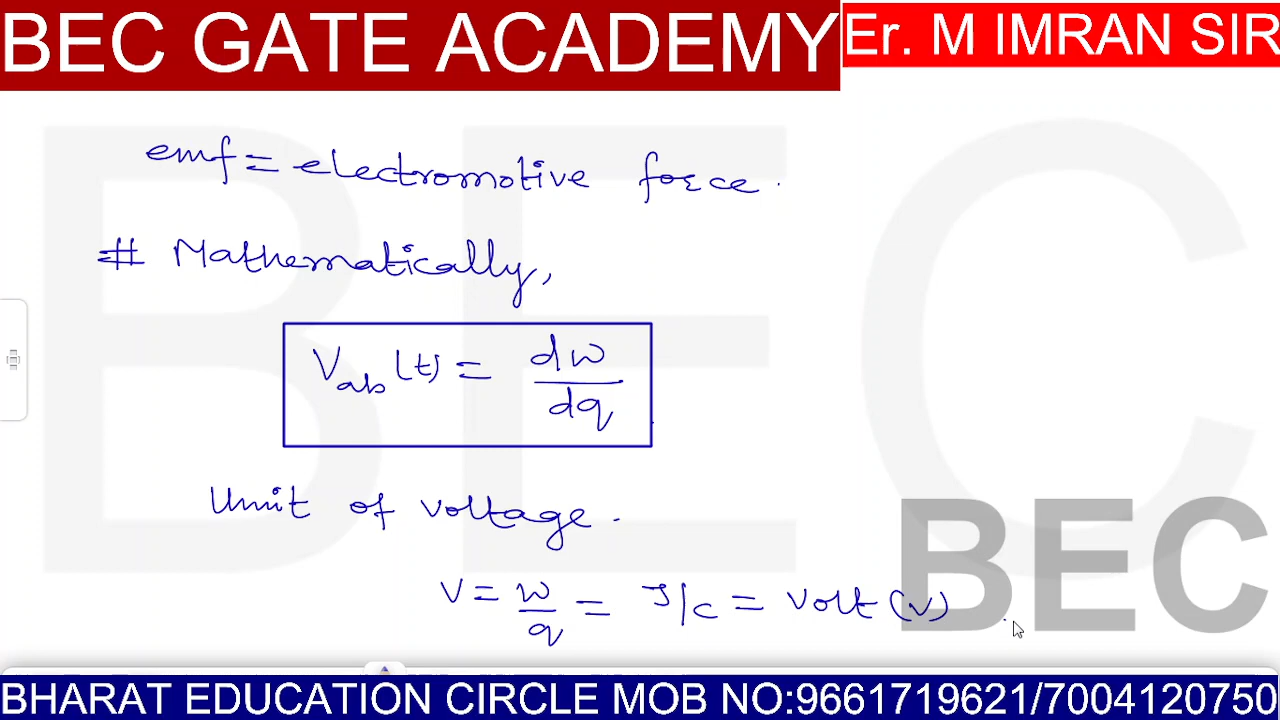 BEC GATE ACADEMY
Er. M IMRAN SIR
emf = electromotive force.
# Mathematically,
Vab(t) = dw/dq
Unit of voltage.
V = w/q = J/C = Volt(V)
BEC
BEC
BHARAT EDUCATION CIRCLE MOB NO:9661719621/7004120750